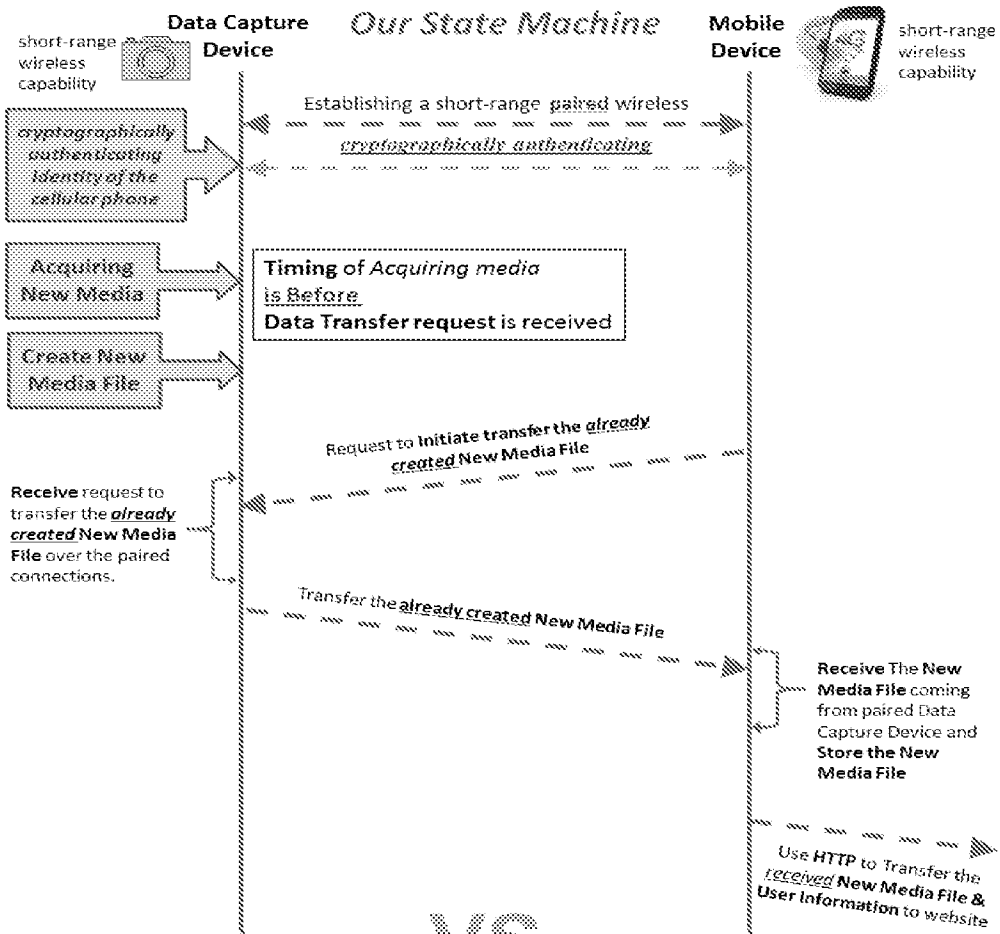 Our State Machine
Data Capture
Device
short-range
wireless
capability
Mobile
Device
short-range
wireless
capability
Establishing a short-range paired wireless
cryptographically authenticating
cryptographically
authenticating
identity of the
cellular phone
Acquiring
New Media
Timing of Acquiring media
is Before
Data Transfer request is received
Create New
Media File
Request to Initiate transfer the already
created New Media File
Receive request to
transfer the already
created New Media
File over the paired
connections.
Transfer the already created New Media File
Receive The New
Media File coming
from paired Data
Capture Device and
Store the New
Media File
Use HTTP to Transfer the
received New Media File &
User Information to website
VS